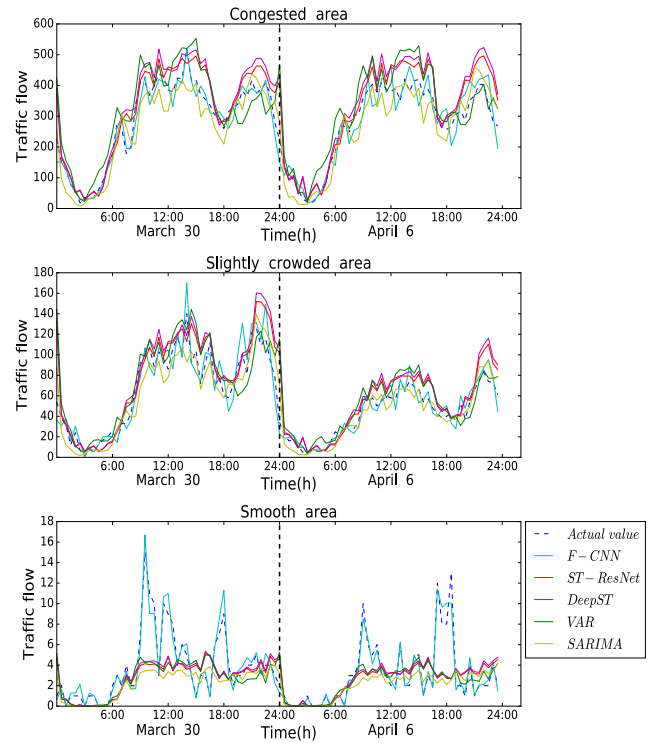 Congested area
600
500
400
300
200
100
0
Traffic flow
6:00 12:00 18:00 24:00 6:00 12:00 18:00 24:00
March 30 Time(h) April 6
Slightly crowded area
180
160
140
120
100
80
60
40
20
0
Traffic flow
6:00 12:00 18:00 24:00 6:00 12:00 18:00 24:00
March 30 Time(h) April 6
Smooth area
18
16
14
12
10
8
6
4
2
0
Traffic flow
6:00 12:00 18:00 24:00 6:00 12:00 18:00 24:00
March 30 Time(h) April 6
Actual value
F-CNN
ST-ResNet
DeepST
VAR
SARIMA